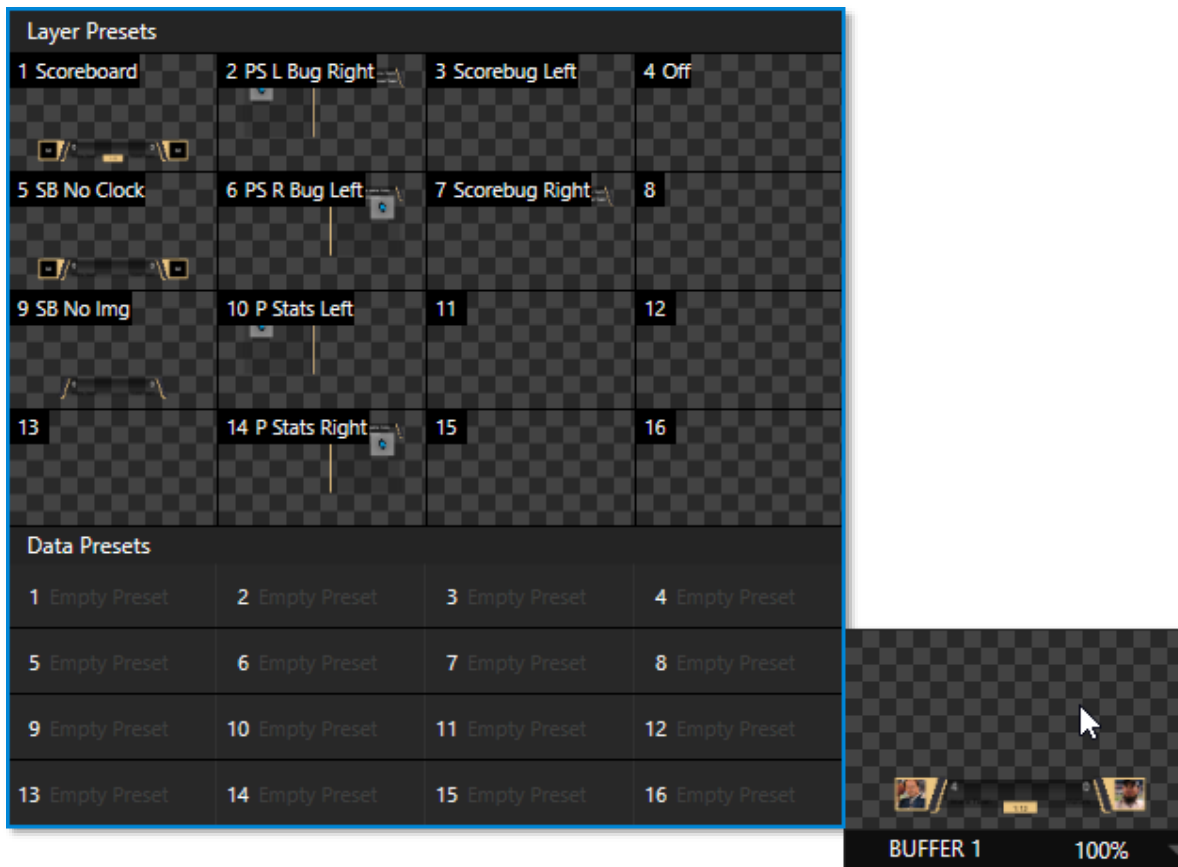 Layer Presets
1 Scoreboard
2 PS L Bug Right
3 Scorebug Left
4 Off
5 SB No Clock
6 PS R Bug Left
7 Scorebug Right
8
9 SB No Img
10 P Stats Left
11
12
13
14 P Stats Right
15
16
Data Presets
1 Empty Preset
2 Empty Preset
3 Empty Preset
4 Empty Preset
5 Empty Preset
6 Empty Preset
7 Empty Preset
8 Empty Preset
9 Empty Preset
10 Empty Preset
11 Empty Preset
12 Empty Preset
13 Empty Preset
14 Empty Preset
15 Empty Preset
16 Empty Preset
BUFFER 1
100%